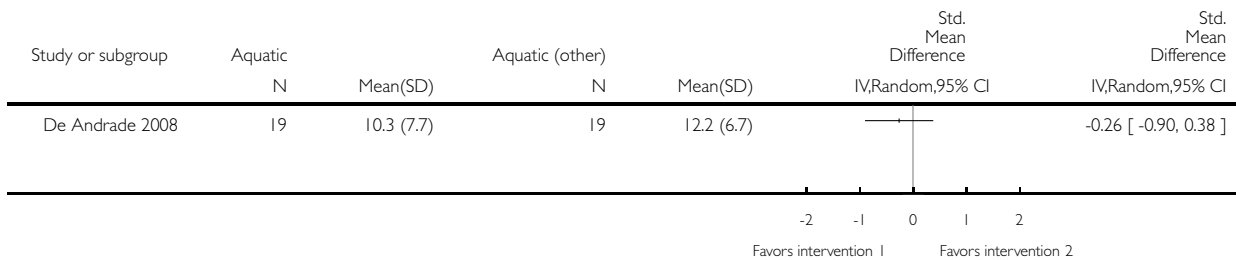 Std.
Mean
Difference
Std.
Mean
Difference
Study or subgroup Aquatic Aquatic (other)
N Mean(SD) N Mean(SD) IV,Random,95% CI IV,Random,95% CI
De Andrade 2008 19 10.3 (7.7) 19 12.2 (6.7) -0.26 [ -0.90, 0.38 ]
-2 -1 0 1 2
Favors intervention 1 Favors intervention 2